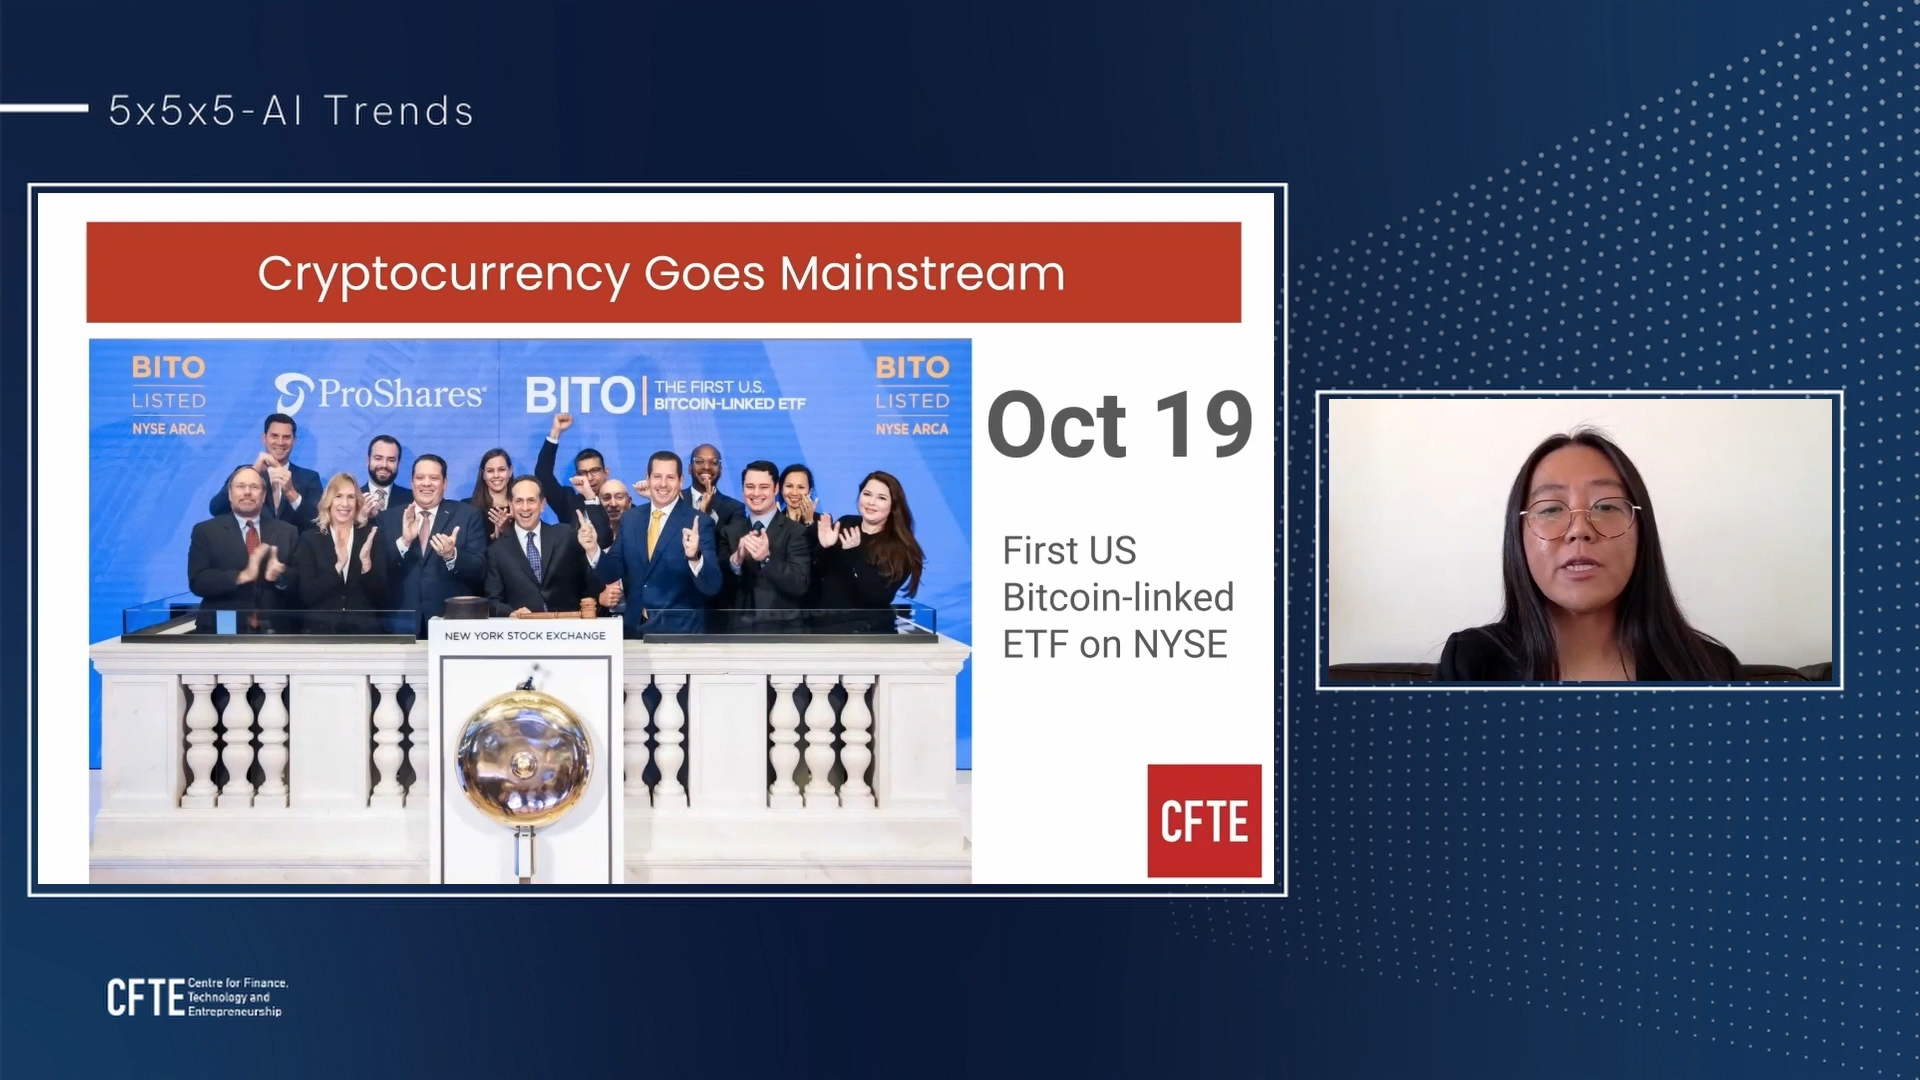 5x5x5-AI Trends
Cryptocurrency Goes Mainstream
BITO
LISTED
NYSE ARCA
ProShares®
BITO
THE FIRST U.S.
BITCOIN-LINKED ETF
BITO
LISTED
NYSE ARCA
NEW YORK STOCK EXCHANGE
Oct 19
First US
Bitcoin-linked
ETF on NYSE
CFTE
CFTE
Centre for Finance,
Technology and
Entrepreneurship